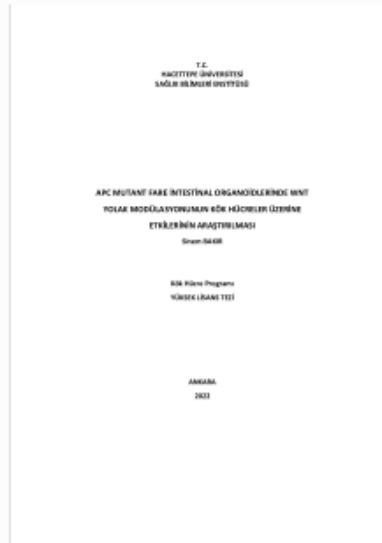 T.C.
HACETTEPE ÜNİVERSİTESİ
SAĞLIK BİLİMLERİ ENSTİTÜSÜ
APC MUTANT FARE İNTESTİNAL ORGANOİDLERİNDE WNT
YOLAK MODÜLASYONUNUN KÖK HÜCRELER ÜZERİNE
ETKİLERİNİN ARAŞTIRILMASI
Sinem BAKIR
Kök Hücre Programı
YÜKSEK LİSANS TEZİ
ANKARA
2022